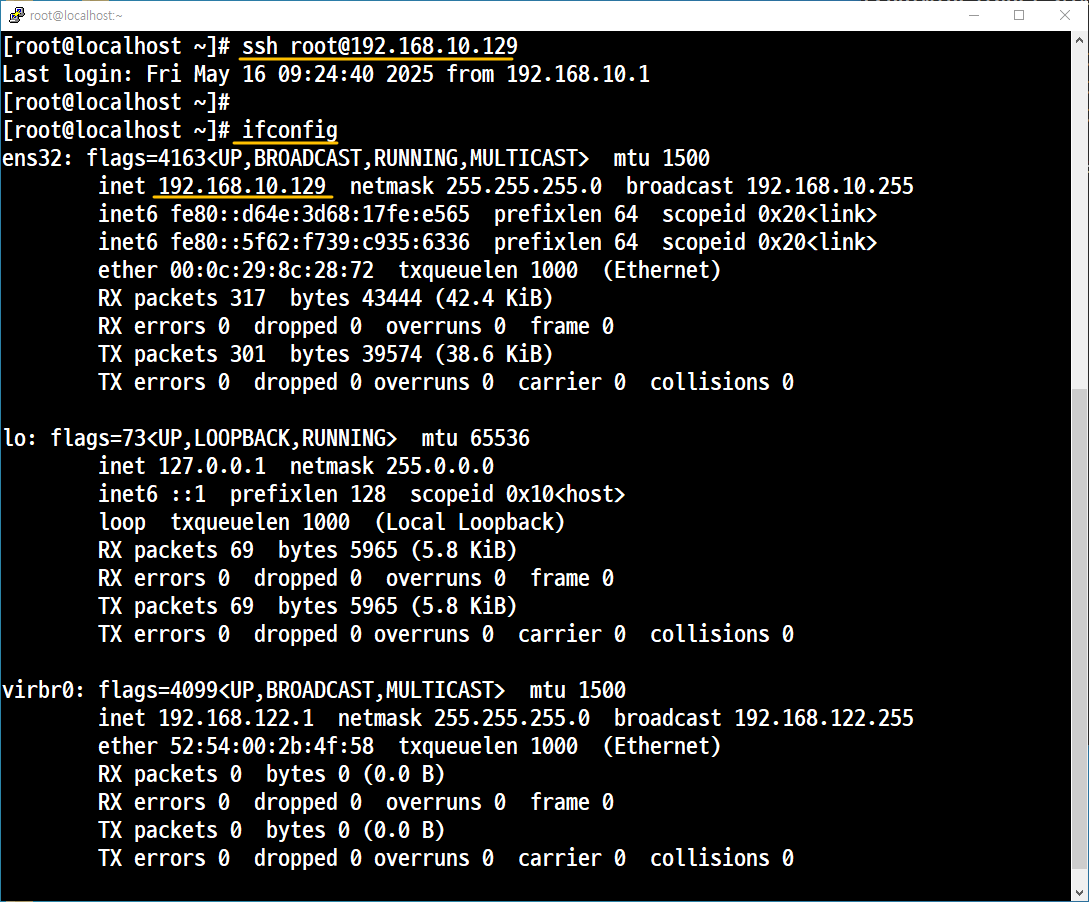 root@localhost:~
[root@localhost ~]# ssh root@192.168.10.129
Last login: Fri May 16 09:24:40 2025 from 192.168.10.1
[root@localhost ~]#
[root@localhost ~]# ifconfig
ens32: flags=4163<UP,BROADCAST,RUNNING,MULTICAST>  mtu 1500
        inet 192.168.10.129  netmask 255.255.255.0  broadcast 192.168.10.255
        inet6 fe80::d64e:3d68:17fe:e565  prefixlen 64  scopeid 0x20<link>
        inet6 fe80::5f62:f739:c935:6336  prefixlen 64  scopeid 0x20<link>
        ether 00:0c:29:8c:28:72  txqueuelen 1000  (Ethernet)
        RX packets 317  bytes 43444 (42.4 KiB)
        RX errors 0  dropped 0  overruns 0  frame 0
        TX packets 301  bytes 39574 (38.6 KiB)
        TX errors 0  dropped 0 overruns 0  carrier 0  collisions 0

lo: flags=73<UP,LOOPBACK,RUNNING>  mtu 65536
        inet 127.0.0.1  netmask 255.0.0.0
        inet6 ::1  prefixlen 128  scopeid 0x10<host>
        loop  txqueuelen 1000  (Local Loopback)
        RX packets 69  bytes 5965 (5.8 KiB)
        RX errors 0  dropped 0  overruns 0  frame 0
        TX packets 69  bytes 5965 (5.8 KiB)
        TX errors 0  dropped 0 overruns 0  carrier 0  collisions 0

virbr0: flags=4099<UP,BROADCAST,MULTICAST>  mtu 1500
        inet 192.168.122.1  netmask 255.255.255.0  broadcast 192.168.122.255
        ether 52:54:00:2b:4f:58  txqueuelen 1000  (Ethernet)
        RX packets 0  bytes 0 (0.0 B)
        RX errors 0  dropped 0  overruns 0  frame 0
        TX packets 0  bytes 0 (0.0 B)
        TX errors 0  dropped 0 overruns 0  carrier 0  collisions 0